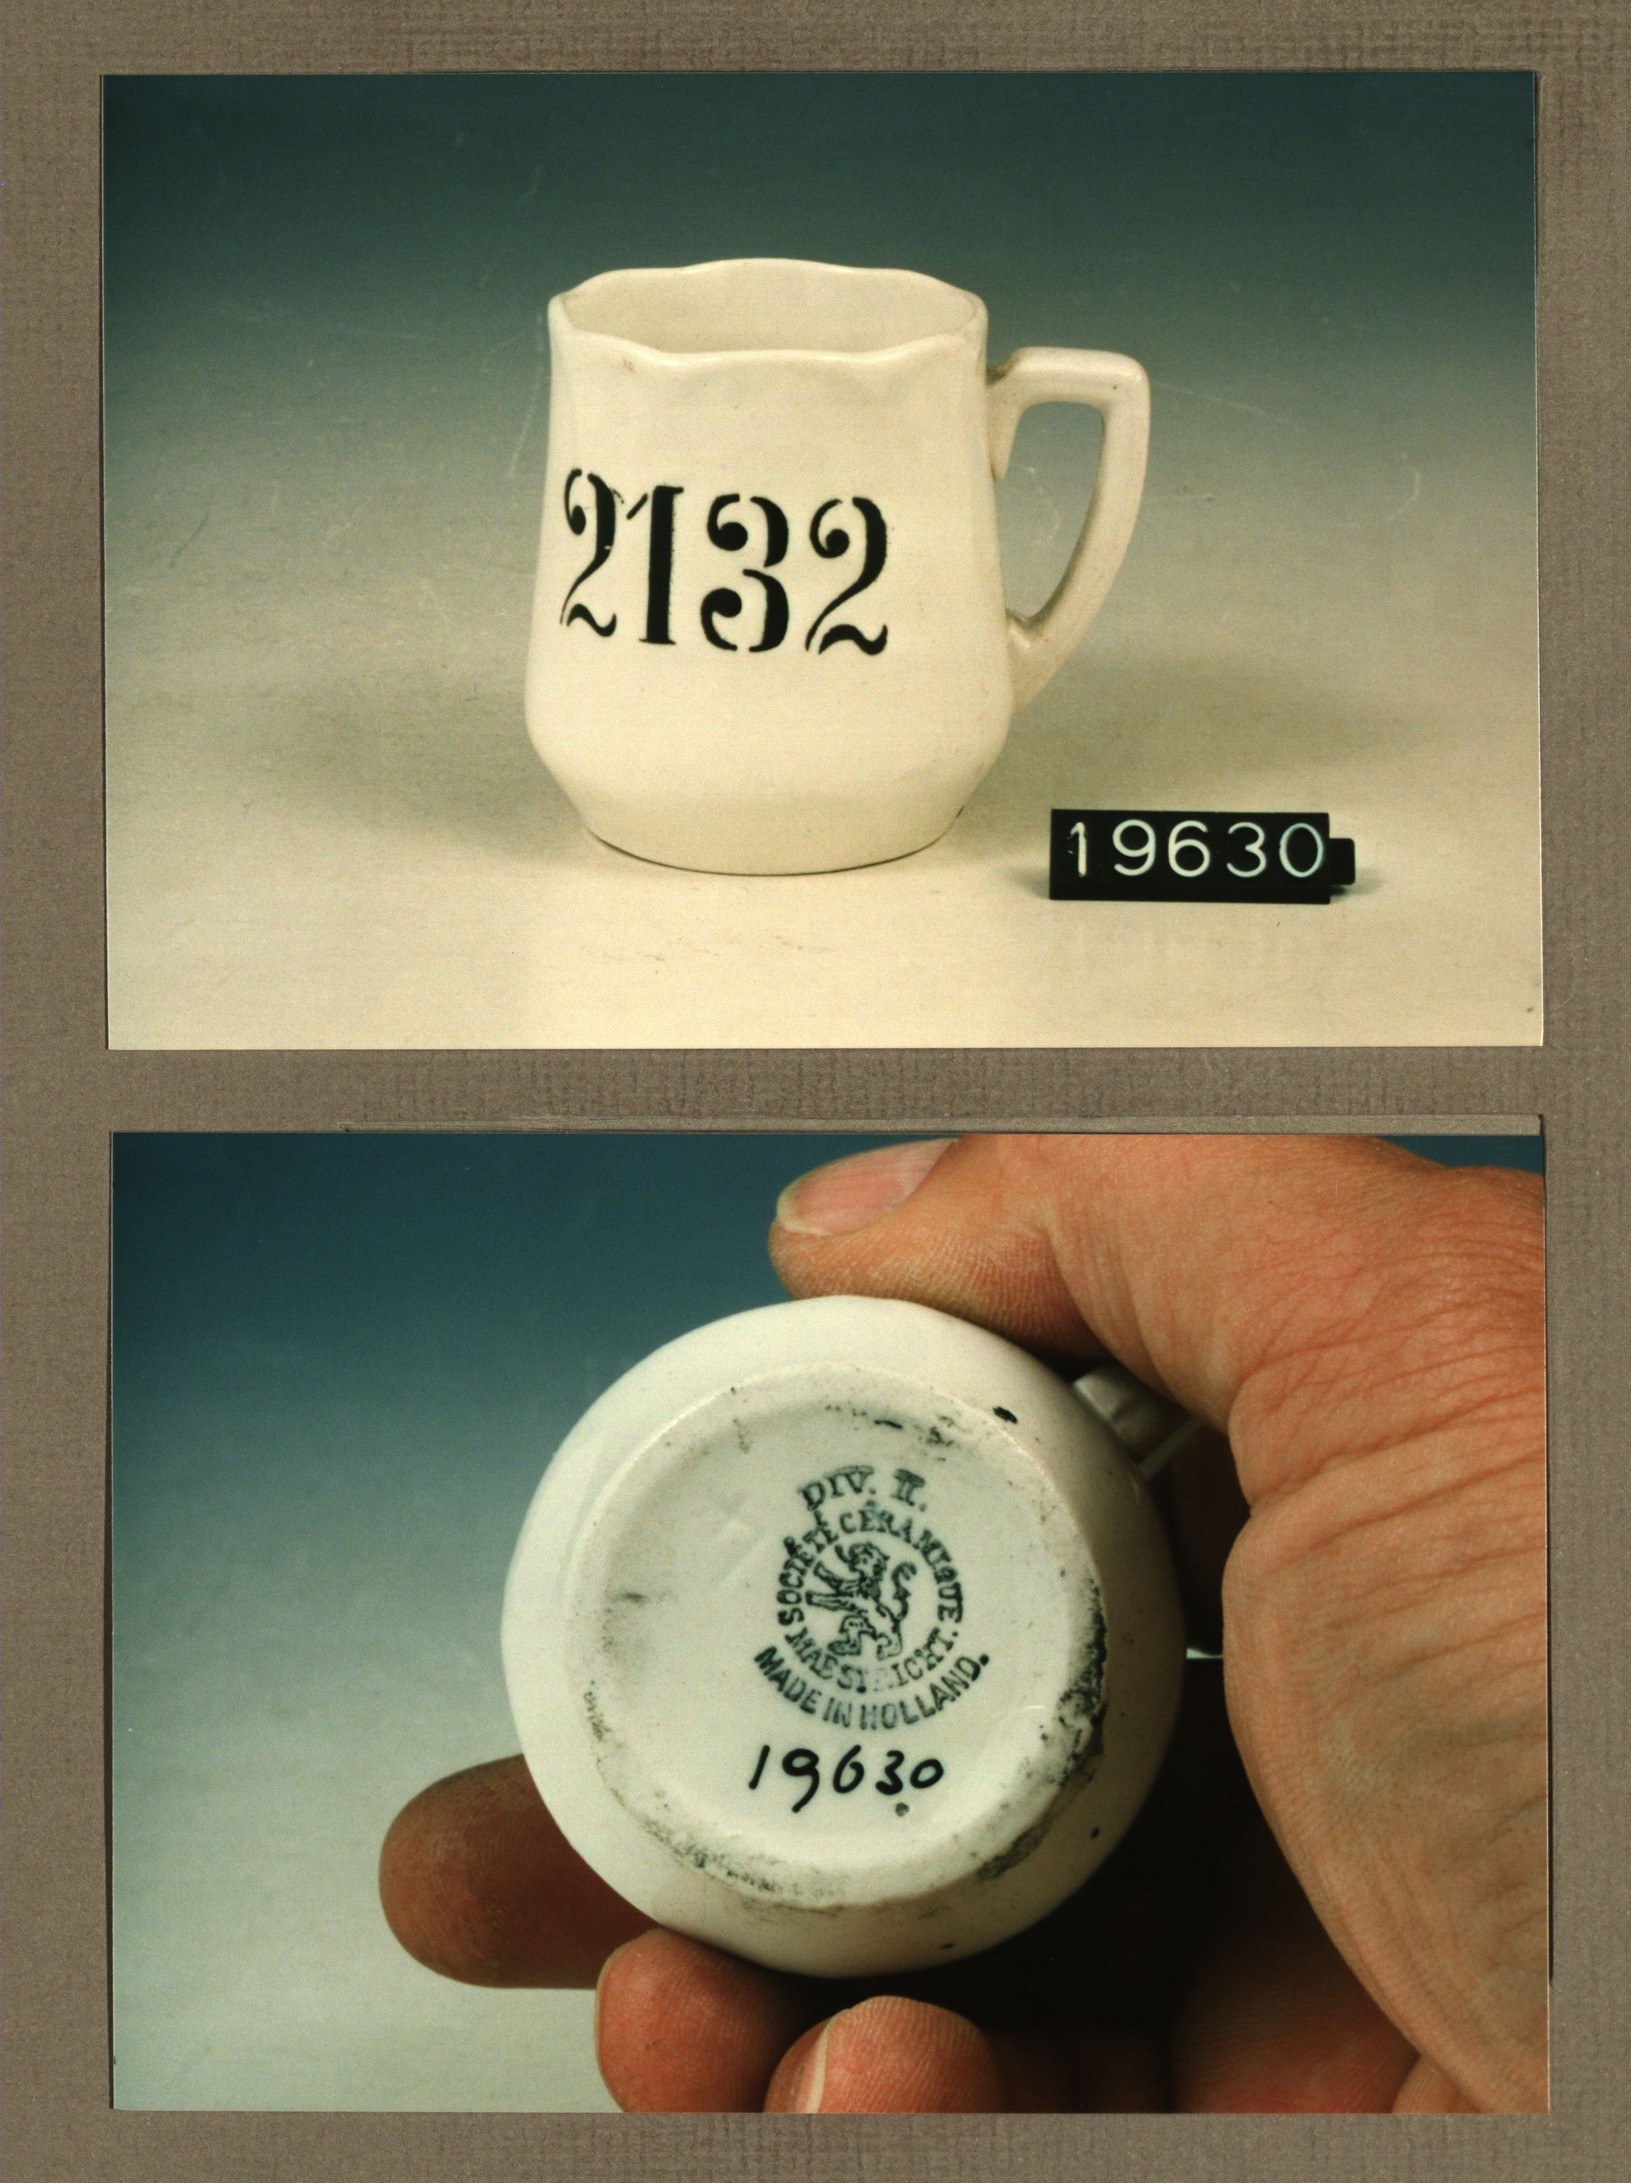 2132
19630
DIV. II.
SOCIÉTÉ CÉRAMIQUE
MAESTRICHT.
MADE IN HOLLAND.
19630